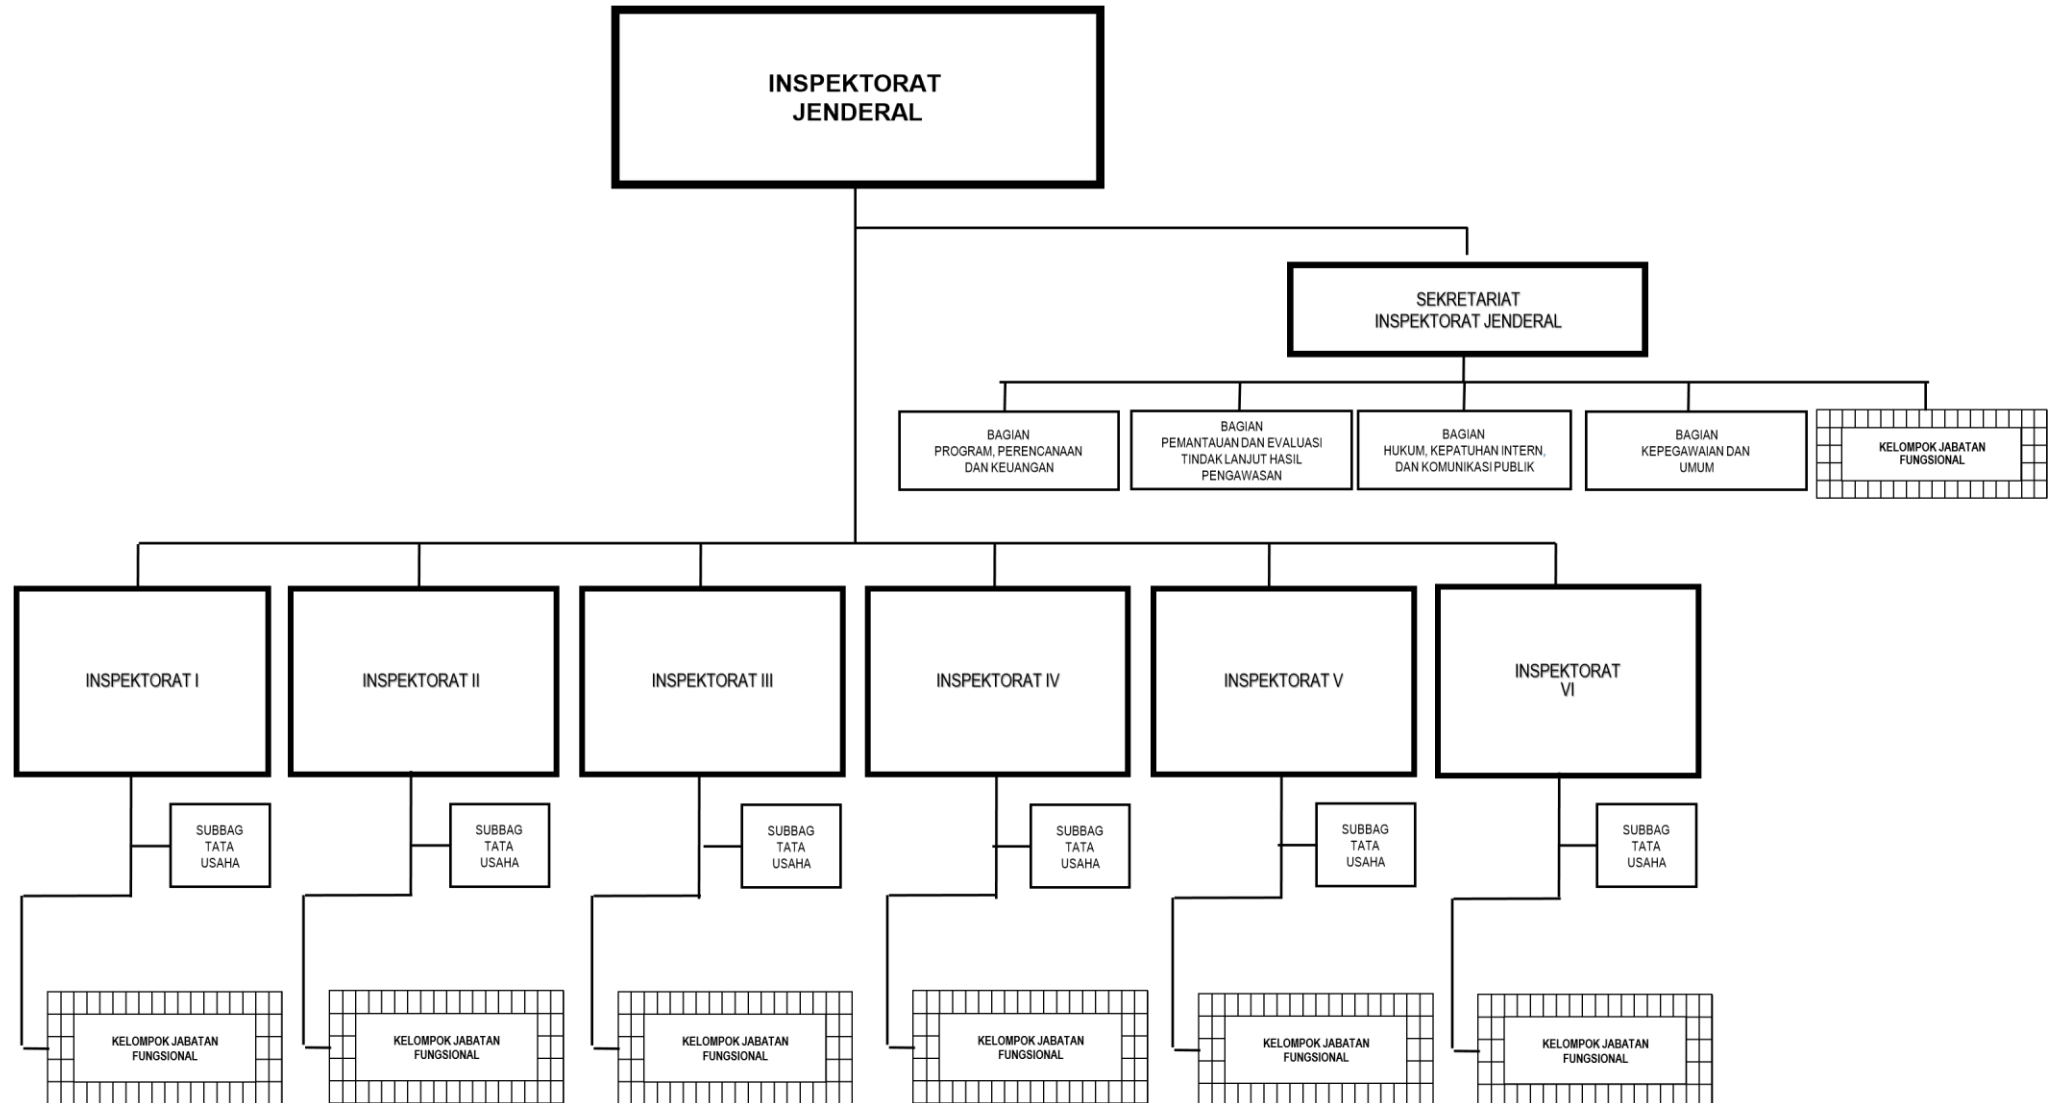 INSPEKTORAT
JENDERAL
SEKRETARIAT
INSPEKTORAT JENDERAL
BAGIAN
PROGRAM, PERENCANAAN
DAN KEUANGAN
BAGIAN
PEMANTAUAN DAN EVALUASI
TINDAK LANJUT HASIL
PENGAWASAN
BAGIAN
HUKUM, KEPATUHAN INTERN,
DAN KOMUNIKASI PUBLIK
BAGIAN
KEPEGAWAIAN DAN
UMUM
KELOMPOK JABATAN
FUNGSIONAL
INSPEKTORAT I
INSPEKTORAT II
INSPEKTORAT III
INSPEKTORAT IV
INSPEKTORAT V
INSPEKTORAT
VI
SUBBAG
TATA
USAHA
SUBBAG
TATA
USAHA
SUBBAG
TATA
USAHA
SUBBAG
TATA
USAHA
SUBBAG
TATA
USAHA
SUBBAG
TATA
USAHA
KELOMPOK JABATAN
FUNGSIONAL
KELOMPOK JABATAN
FUNGSIONAL
KELOMPOK JABATAN
FUNGSIONAL
KELOMPOK JABATAN
FUNGSIONAL
KELOMPOK JABATAN
FUNGSIONAL
KELOMPOK JABATAN
FUNGSIONAL